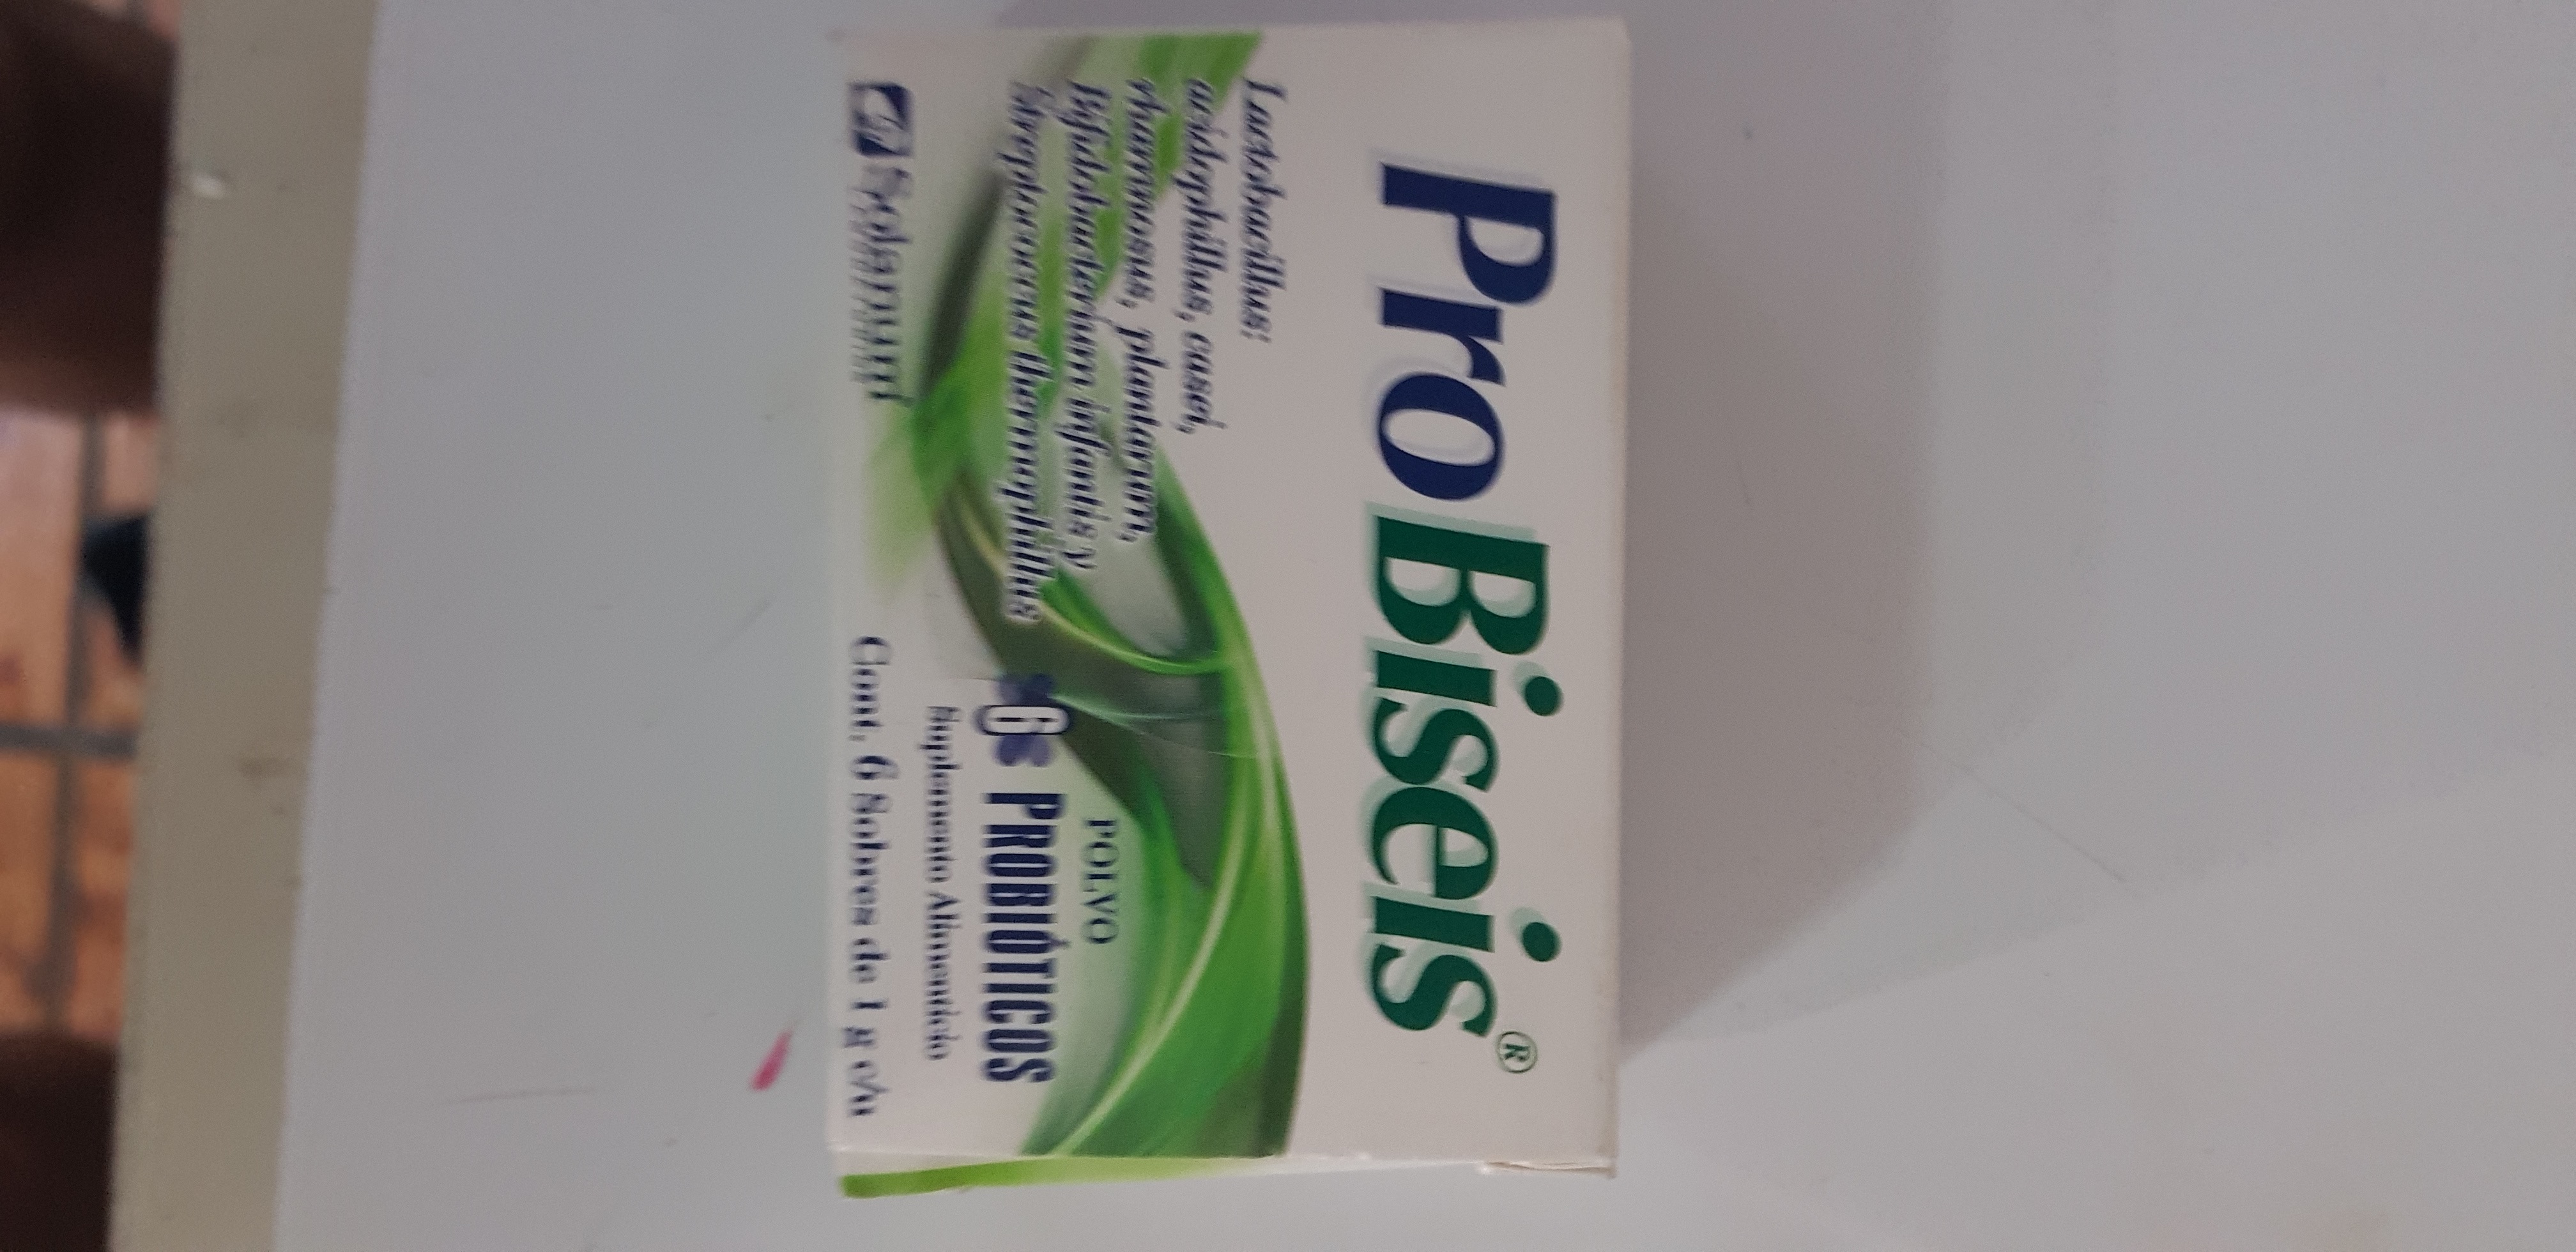 ProBiseis®
Lactobacillus:
acidophillus, casei,
rhamnosus, plantarum,
Bifidobacterium infantis y
Streptococcus thermophillus
POLVO
6 PROBIÓTICOS
Suplemento Alimenticio
Solanum
Cont. 6 Sobres de 1 g c/u